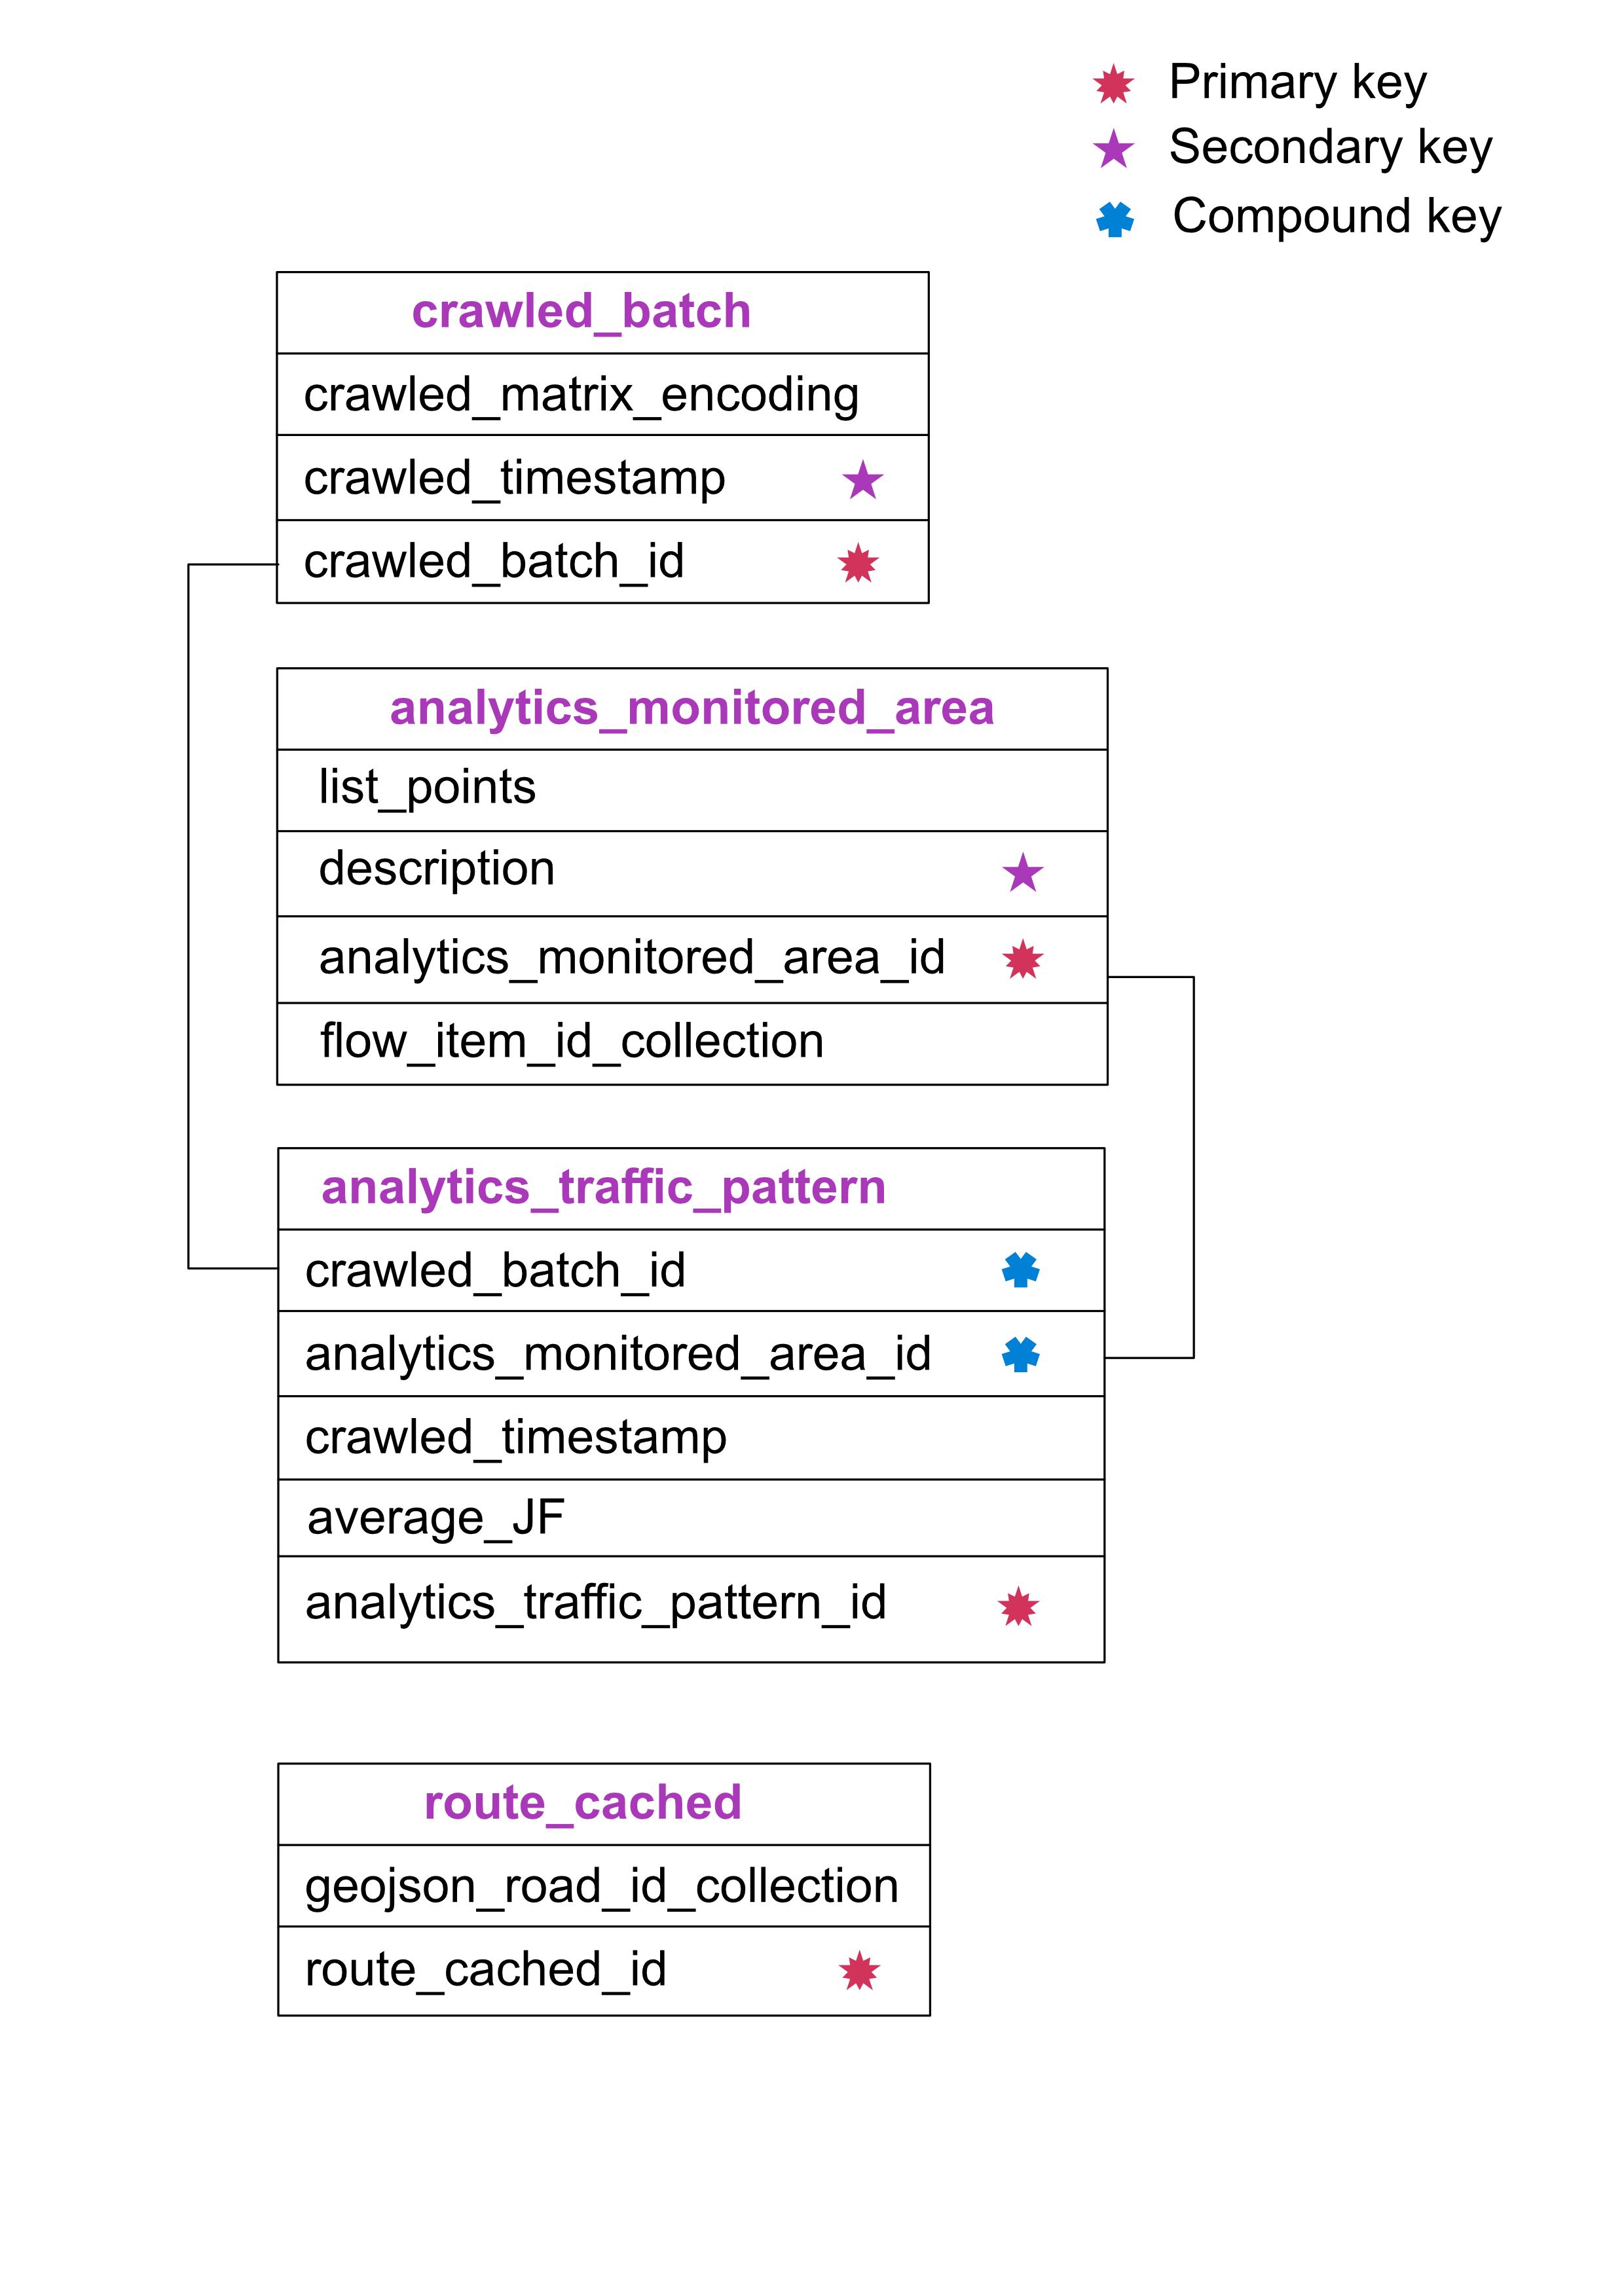 Primary key
Secondary key
Compound key
crawled_batch
crawled_matrix_encoding
crawled_timestamp
crawled_batch_id
analytics_monitored_area
list_points
description
analytics_monitored_area_id
flow_item_id_collection
analytics_traffic_pattern
crawled_batch_id
analytics_monitored_area_id
crawled_timestamp
average_JF
analytics_traffic_pattern_id
route_cached
geojson_road_id_collection
route_cached_id